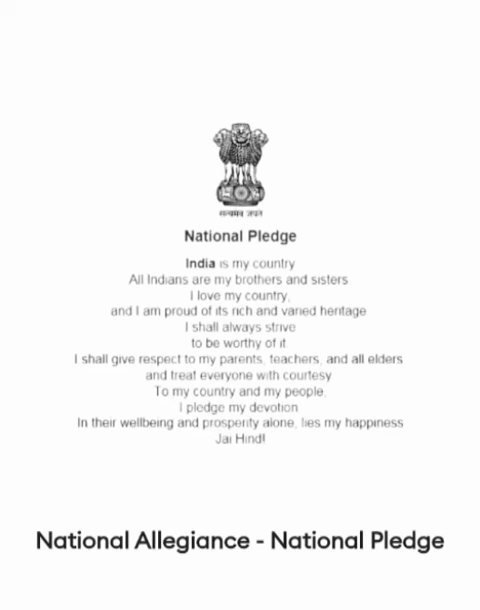 सत्यमेव जयते
National Pledge
India is my country
All Indians are my brothers and sisters
I love my country,
and I am proud of its rich and varied heritage
I shall always strive
to be worthy of it
I shall give respect to my parents, teachers, and all elders
and treat everyone with courtesy
To my country and my people,
I pledge my devotion
In their wellbeing and prosperity alone, lies my happiness
Jai Hind!
National Allegiance - National Pledge